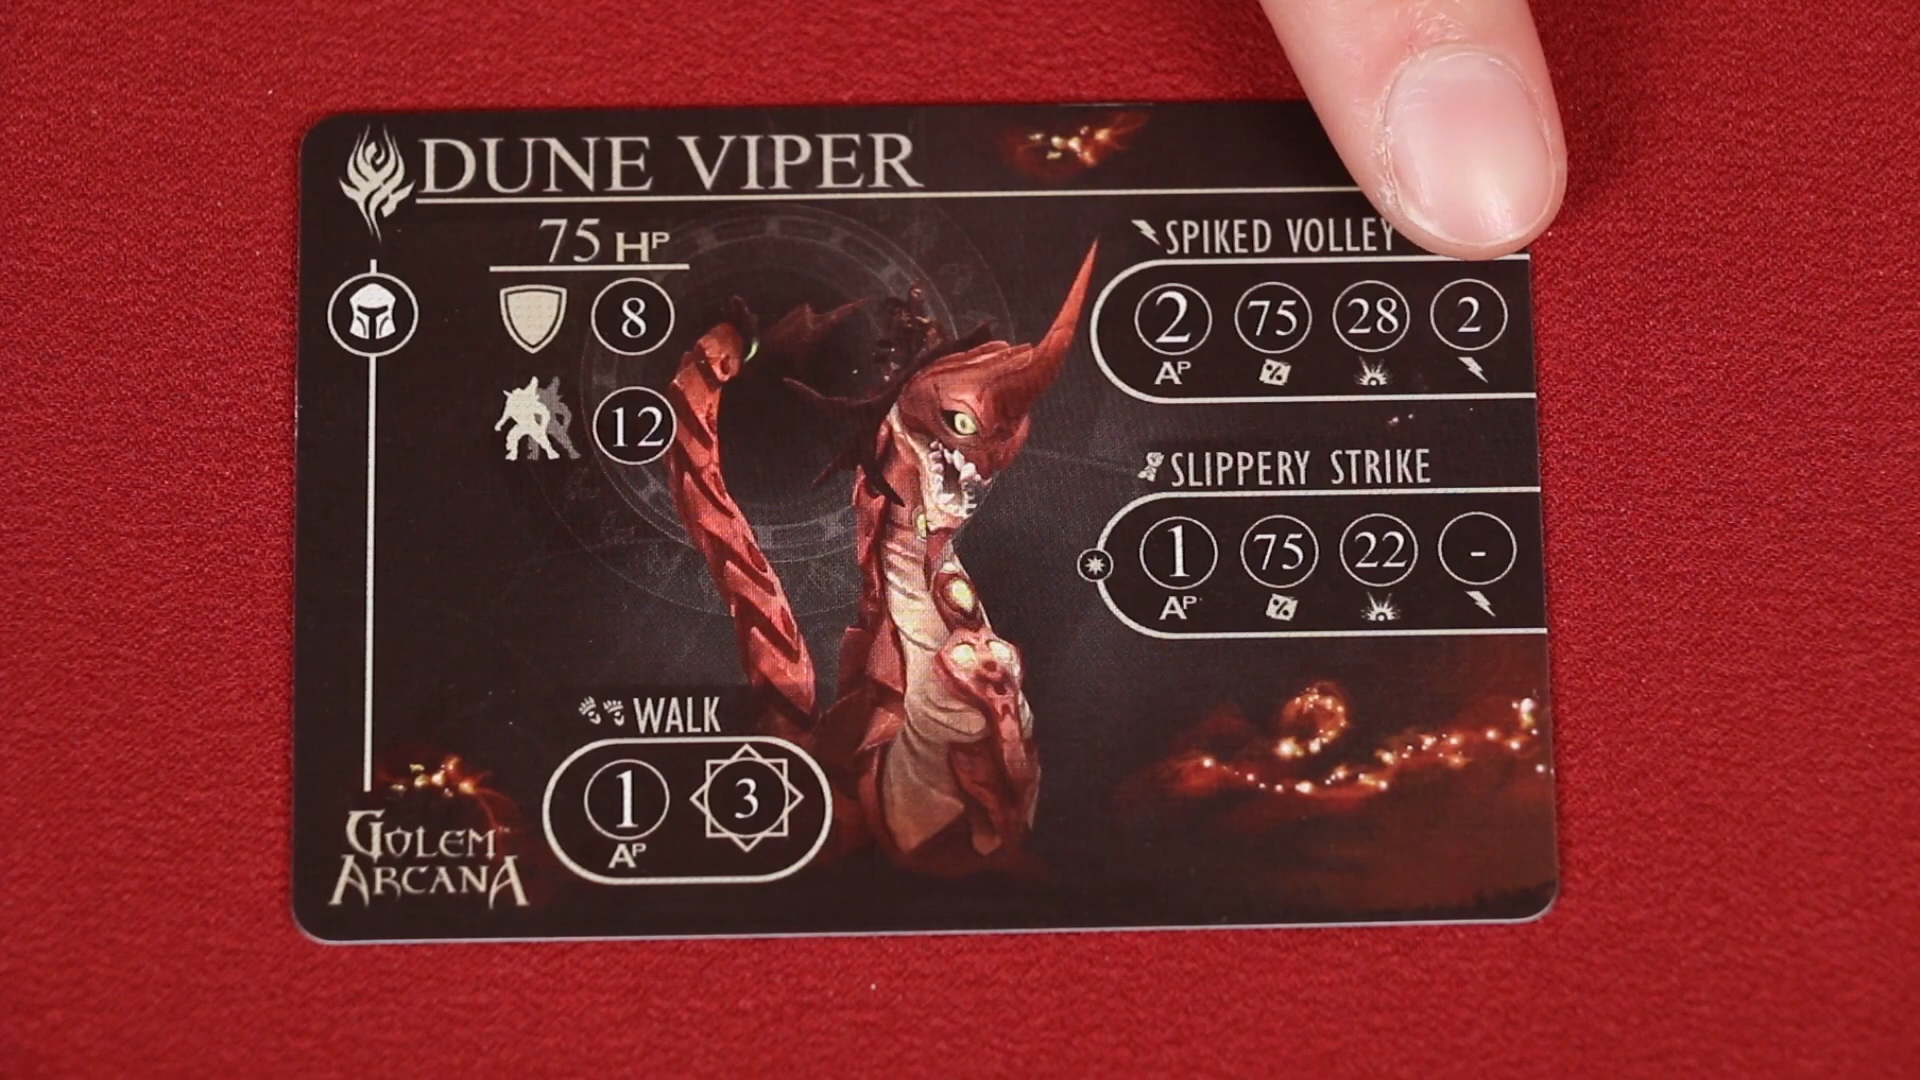 DUNE VIPER
75 HP
8
12
SPIKED VOLLEY
2 75 28 2
AP
SLIPPERY STRIKE
1 75 22 -
AP
WALK
1 3
AP
GOLEM
ARCANA